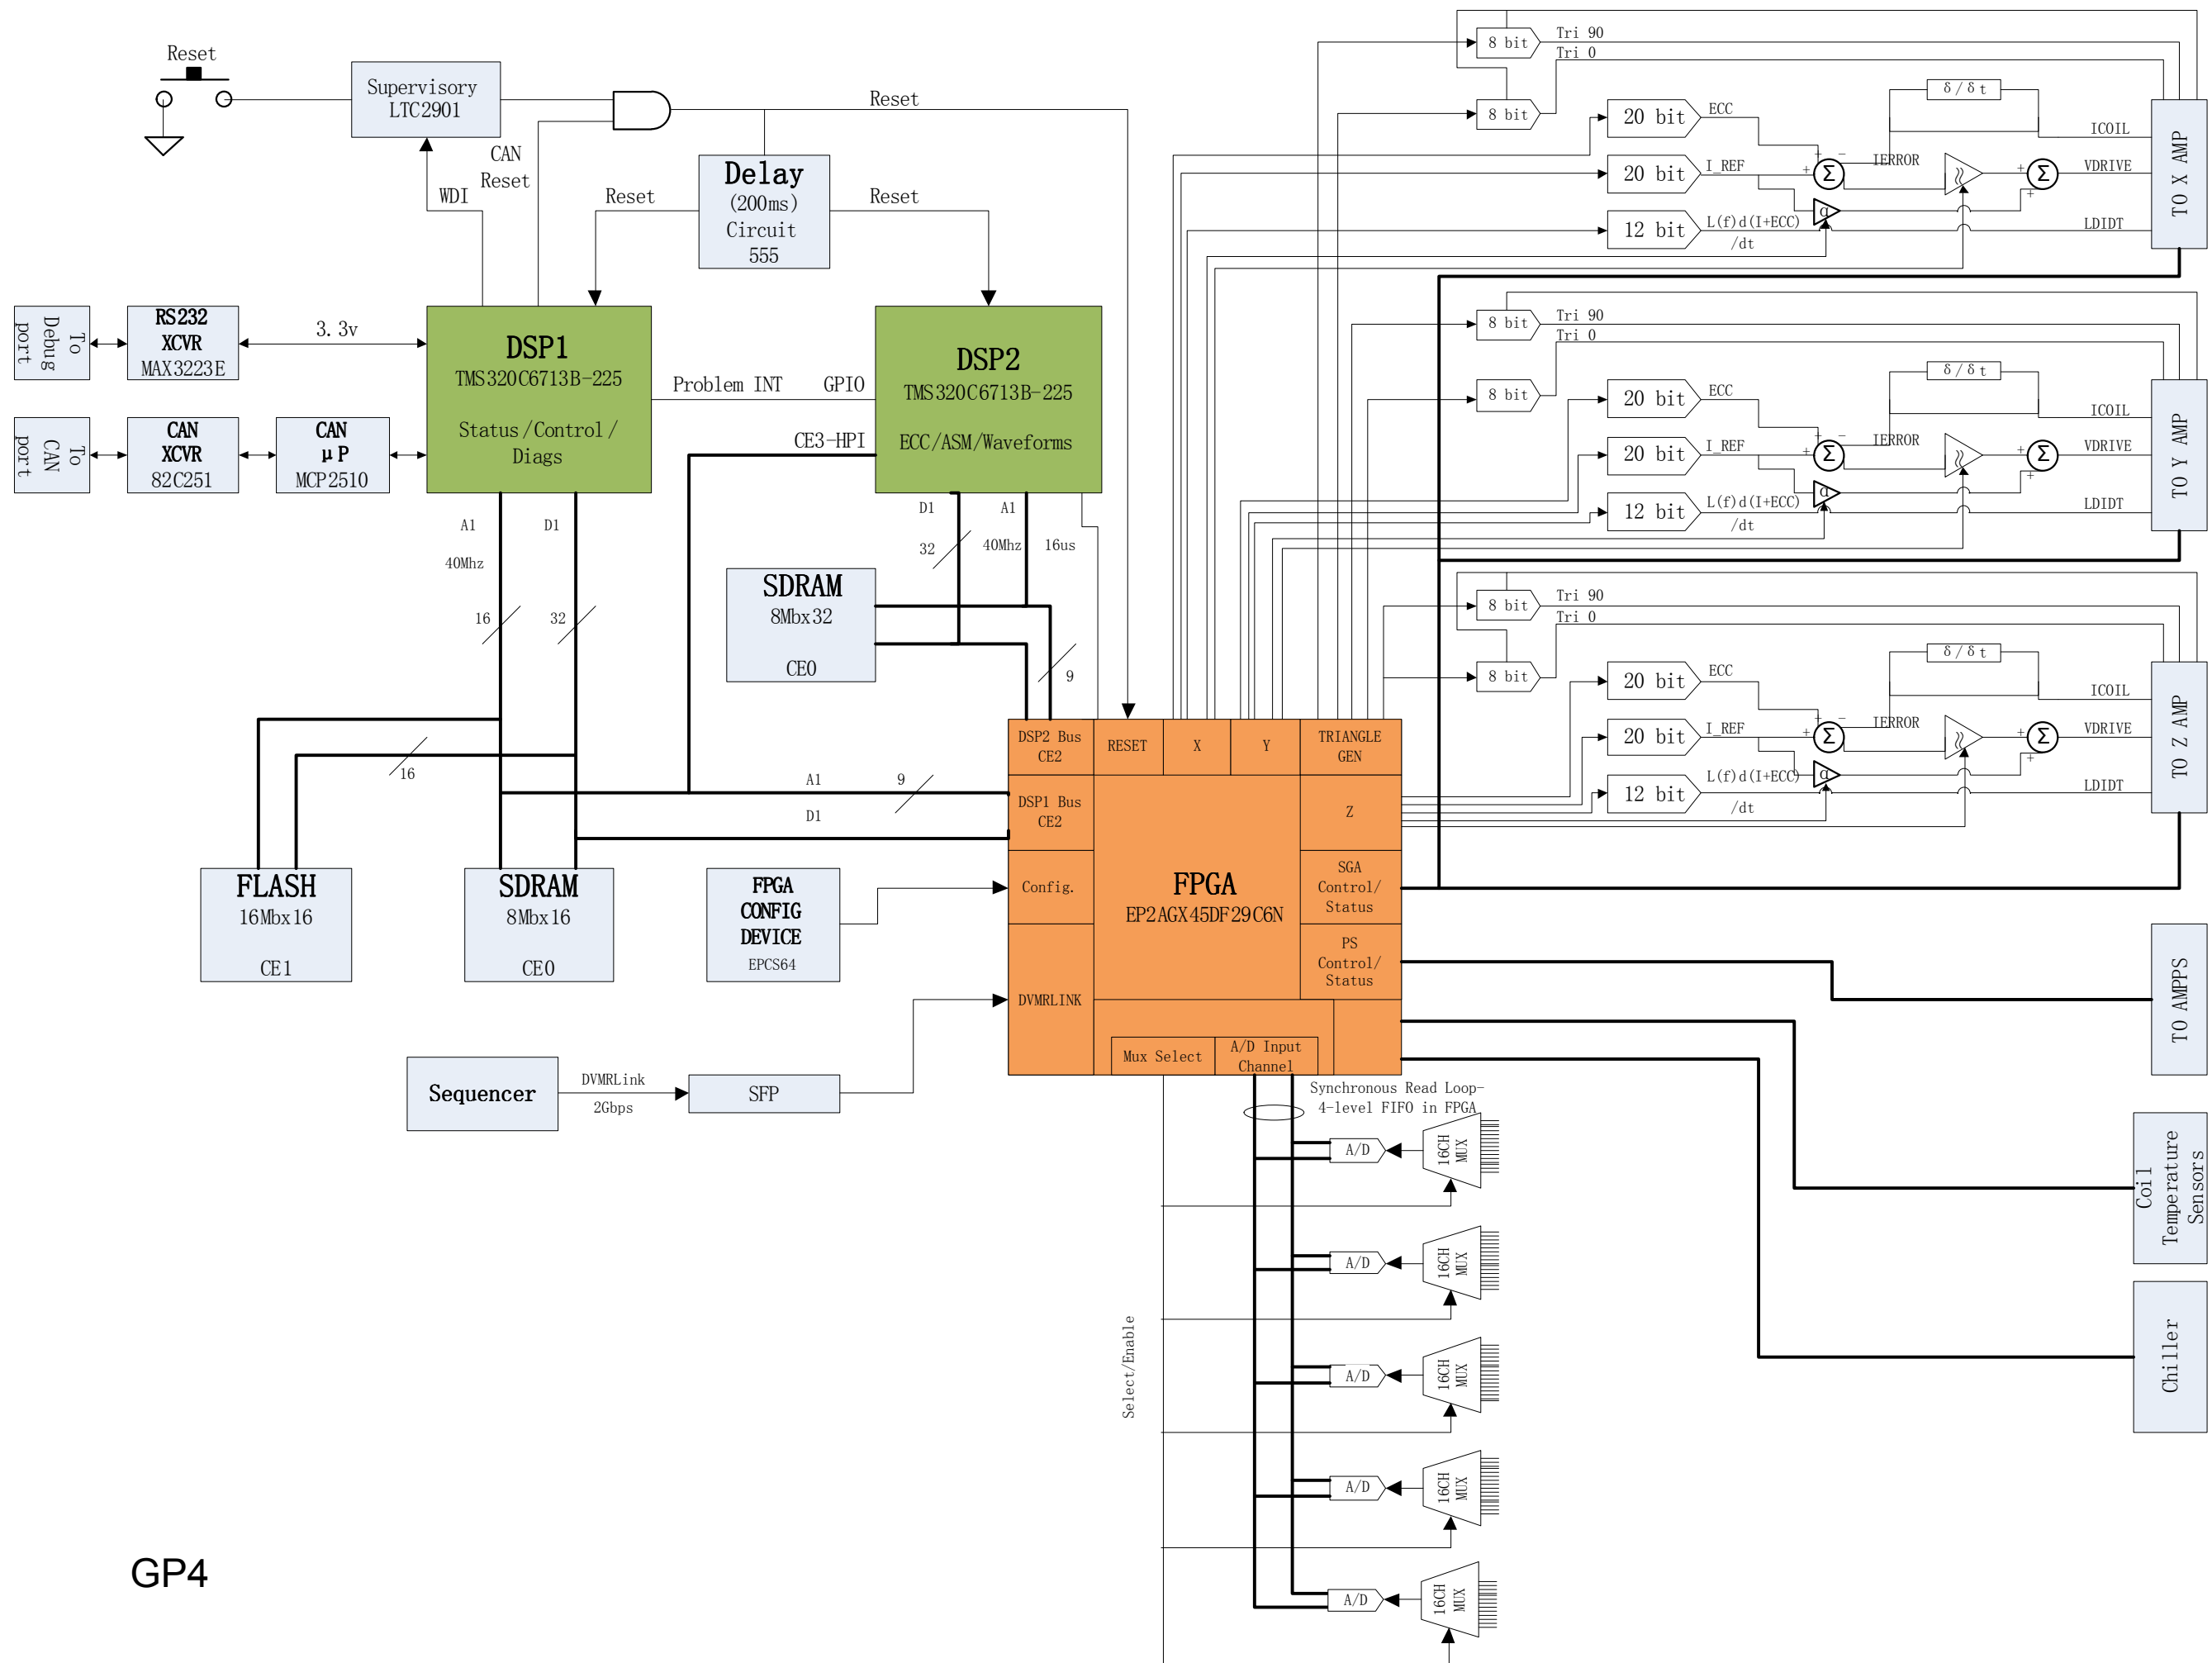 Reset
Supervisory
LTC2901
WDI
CAN
Reset
Reset
Delay
(200ms)
Circuit
555
Reset
Reset
To
Debug
port
RS232
XCVR
MAX3223E
3.3v
To
CAN
port
CAN
XCVR
82C251
CAN
μP
MCP2510
DSP1
TMS320C6713B-225
Status/Control/
Diags
Problem INT
GPIO
CE3-HPI
DSP2
TMS320C6713B-225
ECC/ASM/Waveforms
A1
D1
40Mhz
16
32
D1
A1
32
40Mhz
16us
SDRAM
8Mbx32
CE0
9
16
A1
9
D1
FLASH
16Mbx16
CE1
SDRAM
8Mbx16
CE0
FPGA
CONFIG
DEVICE
EPCS64
Sequencer
DVMRLink
2Gbps
SFP
DSP2 Bus
CE2
RESET
X
Y
TRIANGLE
GEN
DSP1 Bus
CE2
Z
Config.
FPGA
EP2AGX45DF29C6N
SGA
Control/
Status
PS
Control/
Status
DVMRLINK
Mux Select
A/D Input
Channel
Synchronous Read Loop-
4-level FIFO in FPGA
Select/Enable
A/D
16CH
MUX
A/D
16CH
MUX
A/D
16CH
MUX
A/D
16CH
MUX
A/D
16CH
MUX
8 bit
Tri 90
Tri 0
8 bit
20 bit
ECC
δ/δt
ICOIL
20 bit
I_REF
+
-
+
Σ
IERROR
+
Σ
+
VDRIVE
α
12 bit
L(f)d(I+ECC)
/dt
LDIDT
TO X AMP
8 bit
Tri 90
Tri 0
8 bit
20 bit
ECC
δ/δt
ICOIL
20 bit
I_REF
+
-
+
Σ
IERROR
+
Σ
+
VDRIVE
α
12 bit
L(f)d(I+ECC)
/dt
LDIDT
TO Y AMP
8 bit
Tri 90
Tri 0
8 bit
20 bit
ECC
δ/δt
ICOIL
20 bit
I_REF
+
-
+
Σ
IERROR
+
Σ
+
VDRIVE
α
12 bit
L(f)d(I+ECC)
/dt
LDIDT
TO Z AMP
TO AMPPS
Coil
Temperature
Sensors
Chiller
GP4